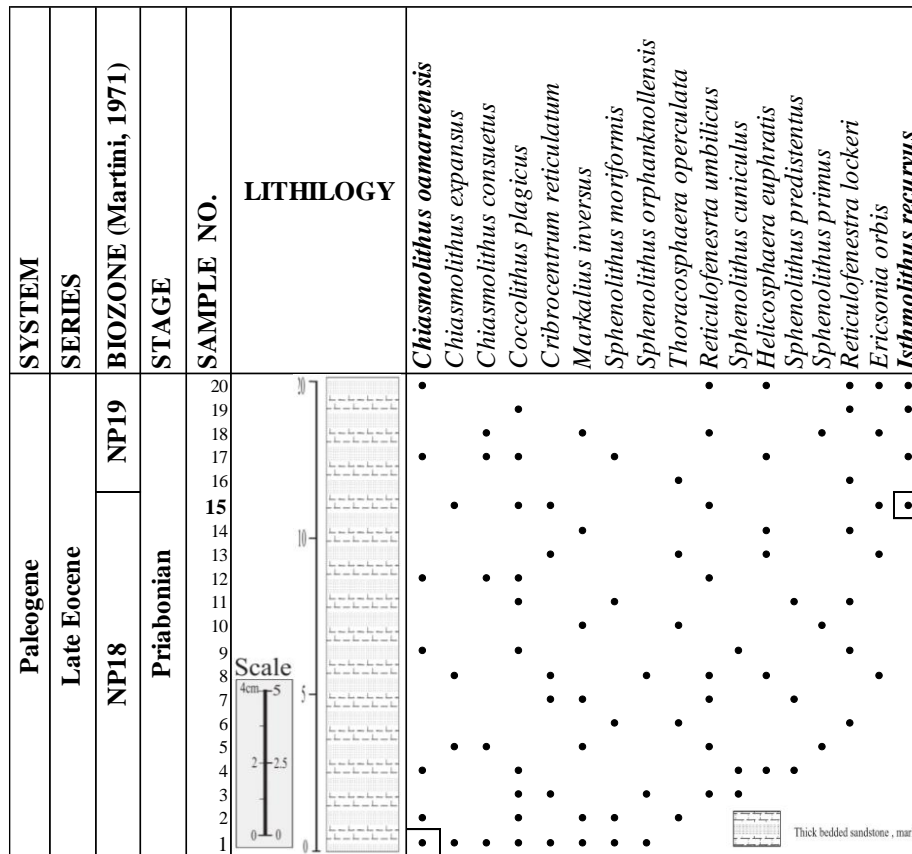 SYSTEM
SERIES
BIOZONE (Martini, 1971)
STAGE
SAMPLE NO.
LITHILOGY
Chiasmolithus oamaruensis
Chiasmolithus expansus
Chiasmolithus consuetus
Coccolithus plagicus
Cribrocentrum reticulatum
Markalius inversus
Sphenolithus moriformis
Sphenolithus orphanknollensis
Thoracosphaera operculata
Reticulofenesrta umbilicus
Sphenolithus cuniculus
Helicosphaera euphratis
Sphenolithus predistentus
Sphenolithus primus
Reticulofenestra lockeri
Ericsonia orbis
Isthmolithus recurvus
Paleogene
Late Eocene
NP19
NP18
Priabonian
20
19
18
17
16
15
14
13
12
11
10
9
8
7
6
5
4
3
2
1
20
10
5
0
Scale
4cm 5
2 2.5
0 0
Thick bedded sandstone , mar